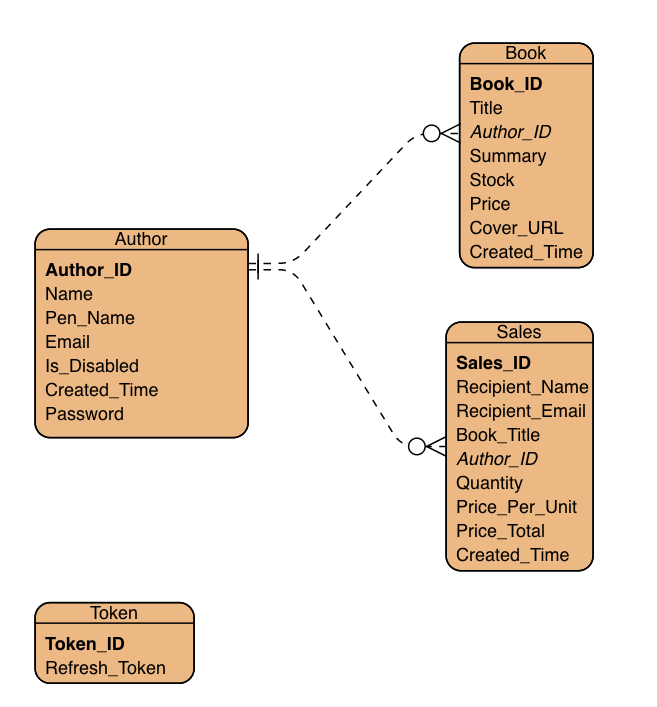 Book
Book_ID
Title
Author_ID
Summary
Stock
Price
Cover_URL
Created_Time
Author
Author_ID
Name
Pen_Name
Email
Is_Disabled
Created_Time
Password
Sales
Sales_ID
Recipient_Name
Recipient_Email
Book_Title
Author_ID
Quantity
Price_Per_Unit
Price_Total
Created_Time
Token
Token_ID
Refresh_Token